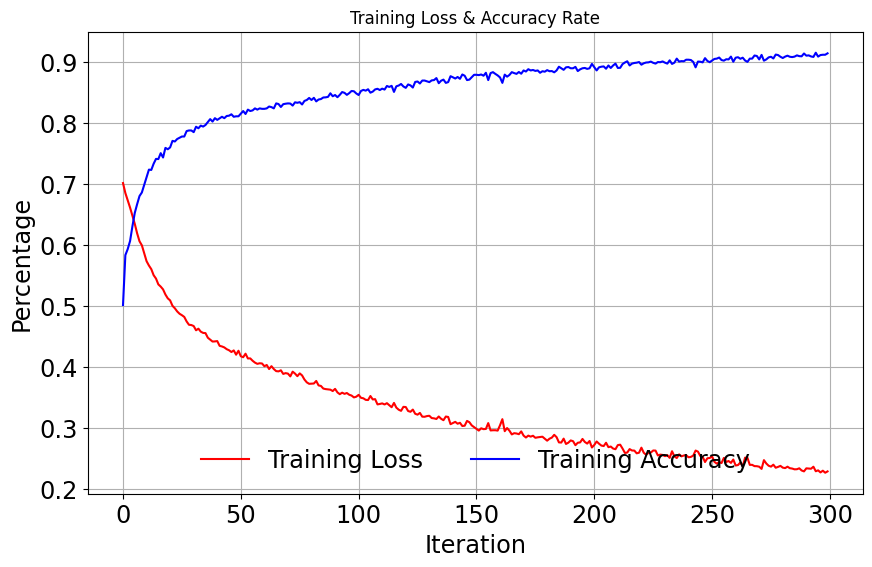 Training Loss & Accuracy Rate
Percentage
0.9
0.8
0.7
0.6
0.5
0.4
0.3
0.2
Training Loss Training Accuracy
0 50 100 150 200 250 300
Iteration